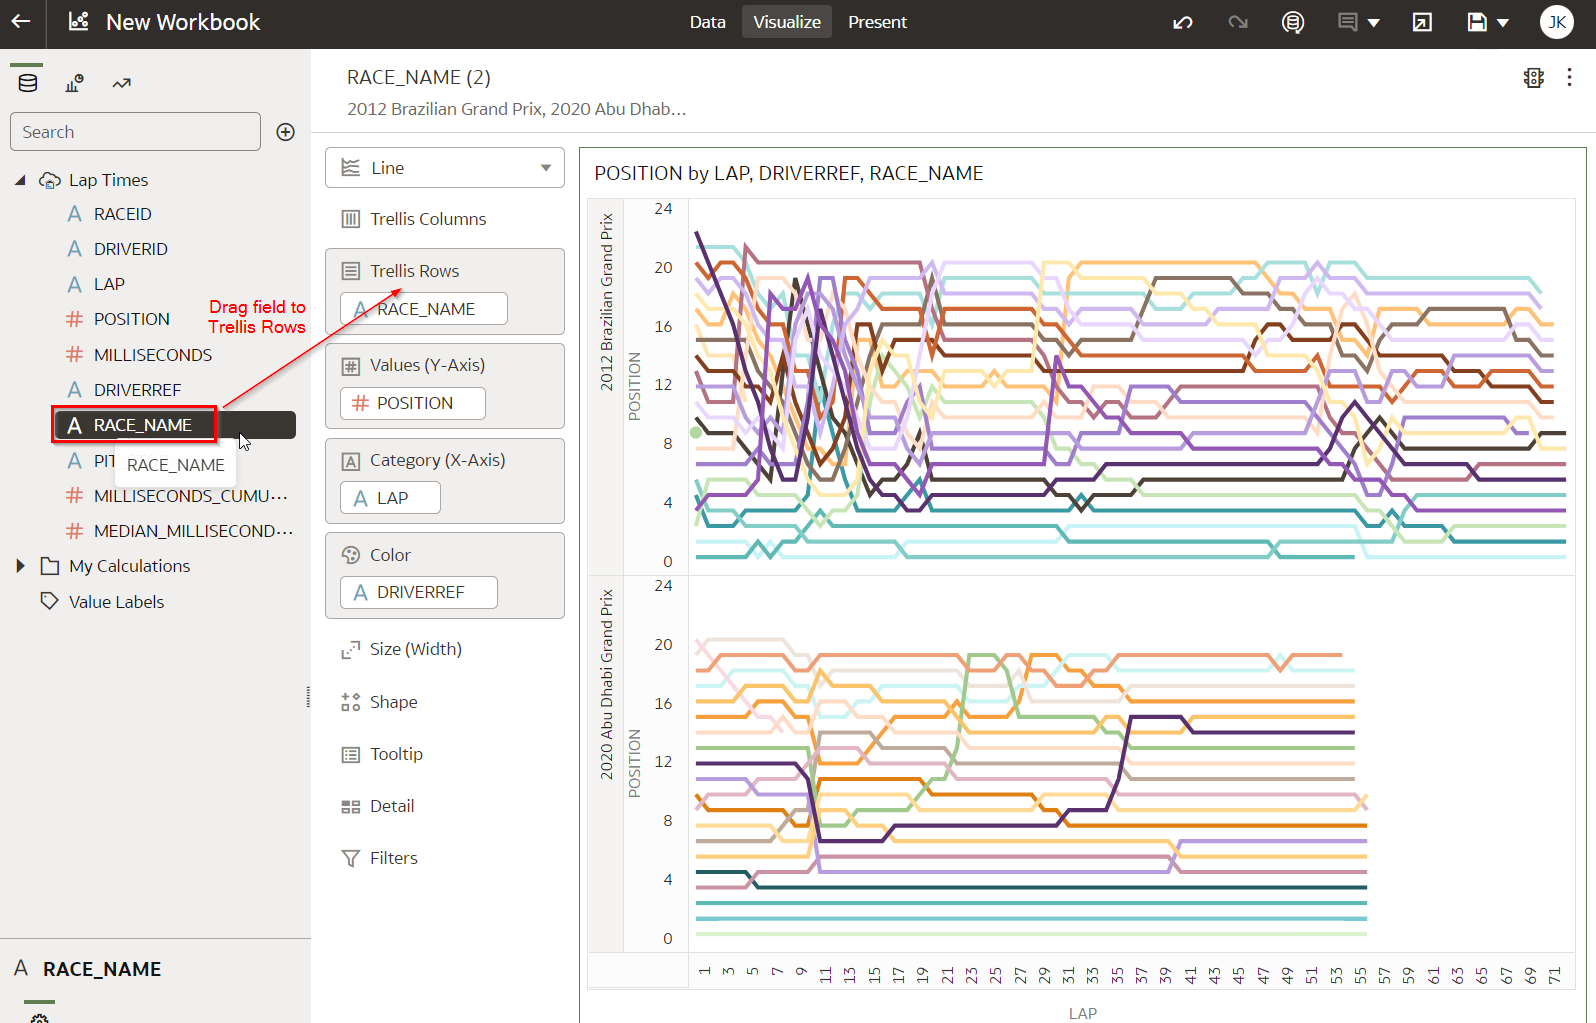 New Workbook
Data Visualize Present
JK
RACE_NAME (2)
2012 Brazilian Grand Prix, 2020 Abu Dhab...
Search
Lap Times
RACEID
DRIVERID
LAP
POSITION
MILLISECONDS
DRIVERREF
RACE_NAME
PIT
RACE_NAME
MILLISECONDS_CUMU...
MEDIAN_MILLISECOND...
My Calculations
Value Labels
RACE_NAME
Drag field to
Trellis Rows
Line
Trellis Columns
Trellis Rows
RACE_NAME
Values (Y-Axis)
POSITION
Category (X-Axis)
LAP
Color
DRIVERREF
Size (Width)
Shape
Tooltip
Detail
Filters
POSITION by LAP, DRIVERREF, RACE_NAME
2012 Brazilian Grand Prix
POSITION
24
20
16
12
8
4
0
2020 Abu Dhabi Grand Prix
POSITION
24
20
16
12
8
4
0
1 3 5 7 9 11 13 15 17 19 21 23 25 27 29 31 33 35 37 39 41 43 45 47 49 51 53 55 57 59 61 63 65 67 69 71
LAP